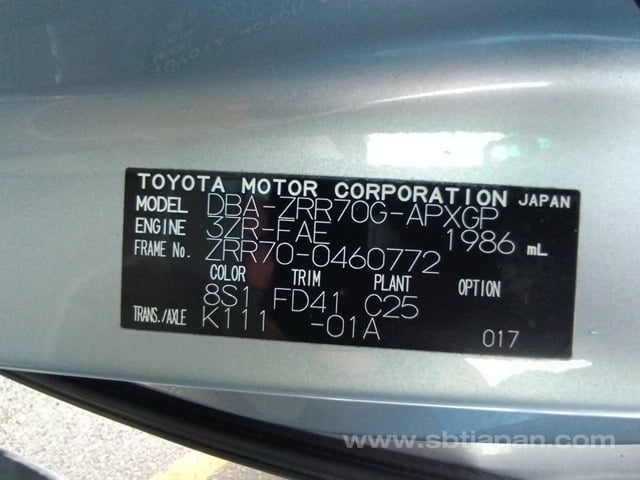 TOYOTA MOTOR CORPORATION JAPAN
MODEL DBA-ZRR70G-APXGP
ENGINE 3ZR-FAE 1986 mL
FRAME No. ZRR70-0460772
COLOR TRIM PLANT OPTION
8S1 FD41 C25
TRANS./AXLE K111 -01A 017
www.sbtjapan.com